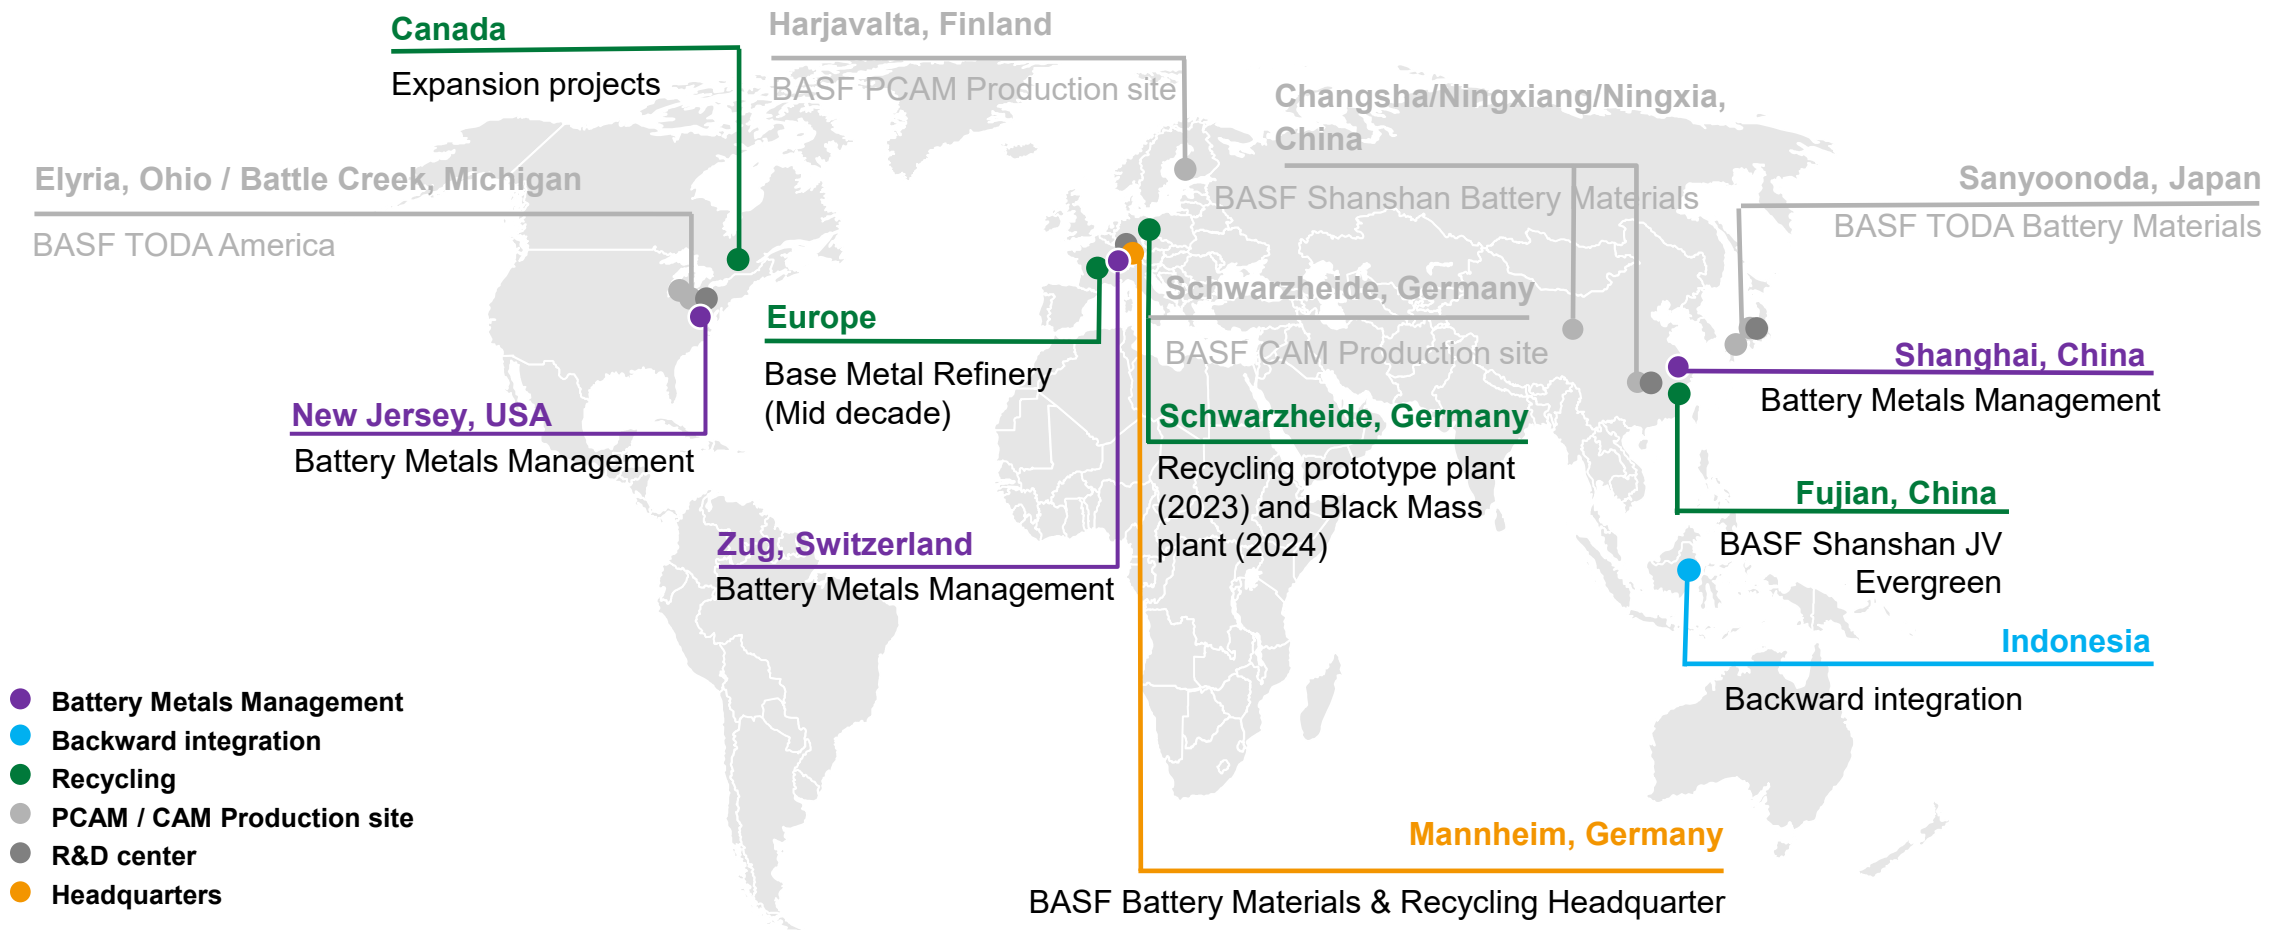 Canada
Expansion projects
Harjavalta, Finland
BASF PCAM Production site
Changsha/Ningxiang/Ningxia,
China
BASF Shanshan Battery Materials
Elyria, Ohio / Battle Creek, Michigan
BASF TODA America
Sanyoonoda, Japan
BASF TODA Battery Materials
Schwarzheide, Germany
BASF CAM Production site
Europe
Base Metal Refinery
(Mid decade)
Shanghai, China
Battery Metals Management
New Jersey, USA
Battery Metals Management
Schwarzheide, Germany
Recycling prototype plant
(2023) and Black Mass
plant (2024)
Fujian, China
BASF Shanshan JV
Evergreen
Zug, Switzerland
Battery Metals Management
Indonesia
Backward integration
Battery Metals Management
Backward integration
Recycling
PCAM / CAM Production site
R&D center
Headquarters
Mannheim, Germany
BASF Battery Materials & Recycling Headquarter